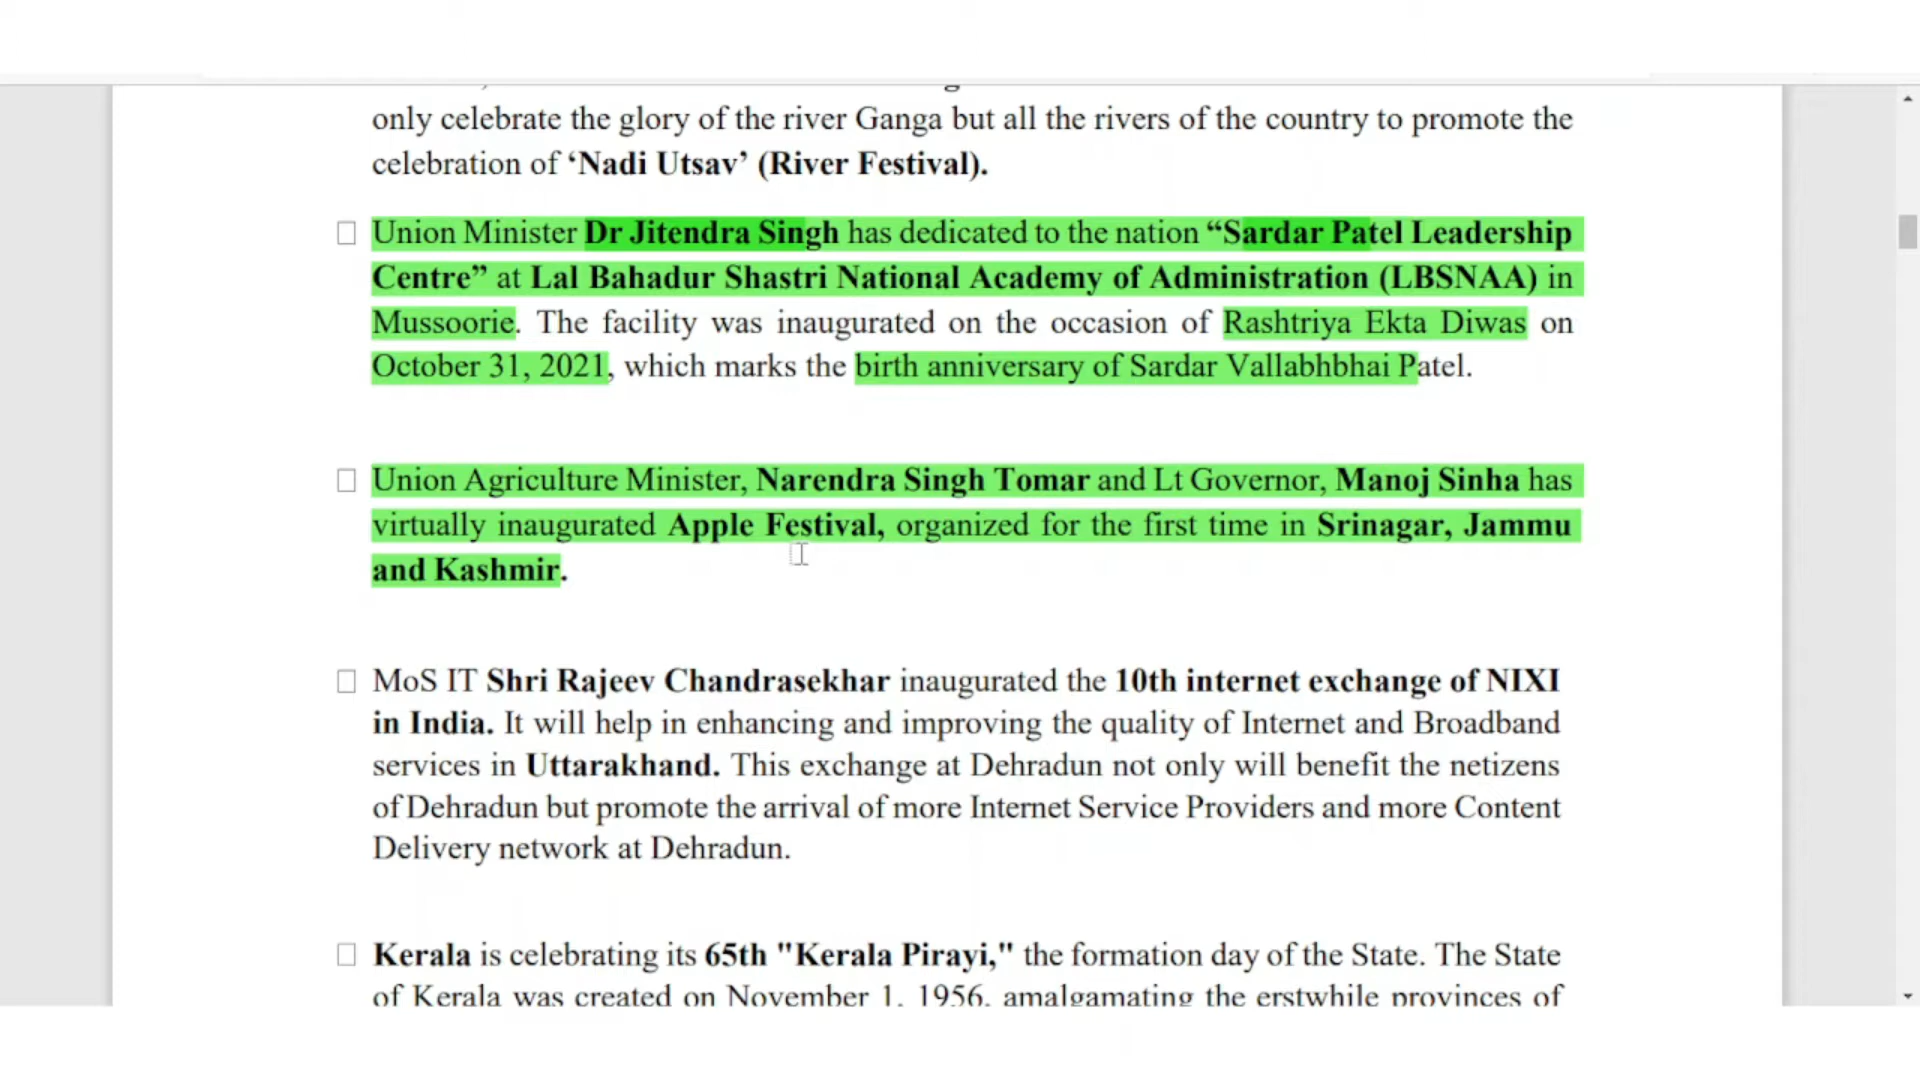 only celebrate the glory of the river Ganga but all the rivers of the country to promote the
celebration of ‘Nadi Utsav’ (River Festival).
Union Minister Dr Jitendra Singh has dedicated to the nation “Sardar Patel Leadership
Centre” at Lal Bahadur Shastri National Academy of Administration (LBSNAA) in
Mussoorie. The facility was inaugurated on the occasion of Rashtriya Ekta Diwas on
October 31, 2021, which marks the birth anniversary of Sardar Vallabhbhai Patel.
Union Agriculture Minister, Narendra Singh Tomar and Lt Governor, Manoj Sinha has
virtually inaugurated Apple Festival, organized for the first time in Srinagar, Jammu
and Kashmir.
MoS IT Shri Rajeev Chandrasekhar inaugurated the 10th internet exchange of NIXI
in India. It will help in enhancing and improving the quality of Internet and Broadband
services in Uttarakhand. This exchange at Dehradun not only will benefit the netizens
of Dehradun but promote the arrival of more Internet Service Providers and more Content
Delivery network at Dehradun.
Kerala is celebrating its 65th "Kerala Pirayi," the formation day of the State. The State
of Kerala was created on November 1, 1956, amalgamating the erstwhile provinces of